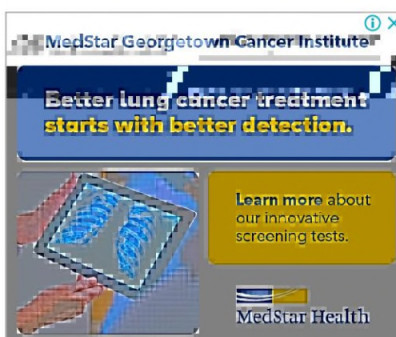 MedStar Georgetown Cancer Institute
Better lung cancer treatment
starts with better detection.
Learn more about
our innovative
screening tests.
MedStar Health